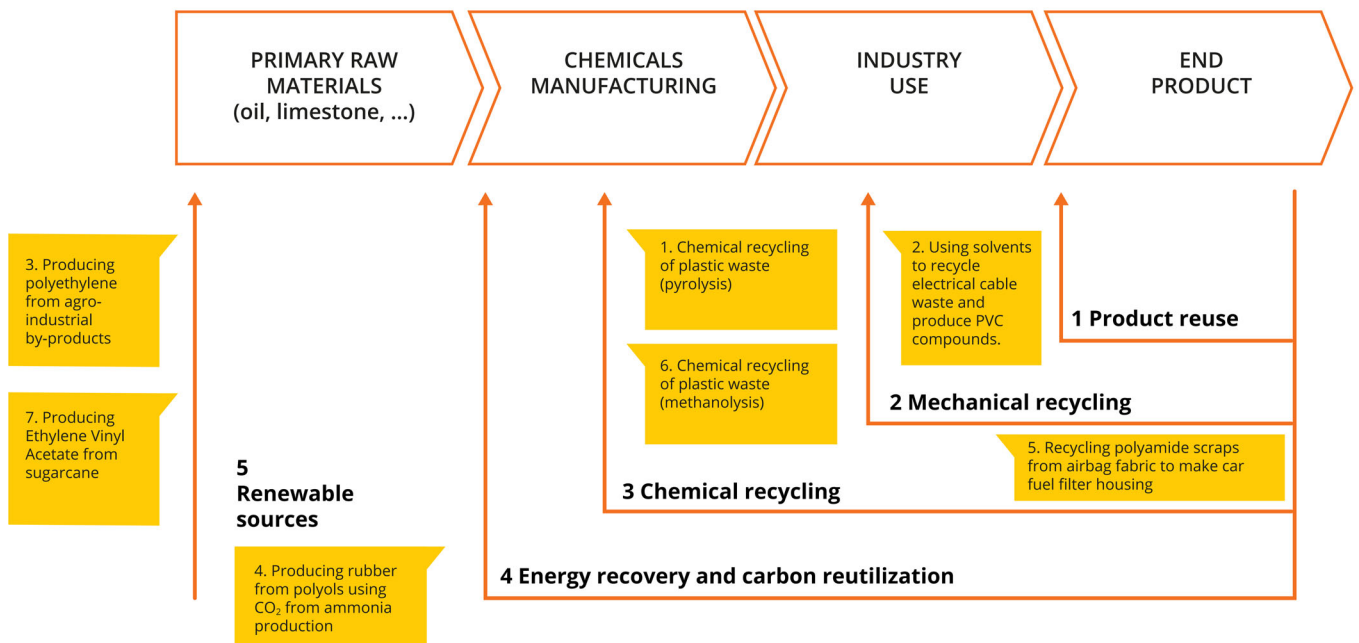 PRIMARY RAW
MATERIALS
(oil, limestone, ...)
CHEMICALS
MANUFACTURING
INDUSTRY
USE
END
PRODUCT
3. Producing
polyethylene
from agro-
industrial
by-products
7. Producing
Ethylene Vinyl
Acetate from
sugarcane
5
Renewable
sources
4. Producing rubber
from polyols using
CO₂ from ammonia
production
1. Chemical recycling
of plastic waste
(pyrolysis)
6. Chemical recycling
of plastic waste
(methanolysis)
2. Using solvents
to recycle
electrical cable
waste and
produce PVC
compounds.
1 Product reuse
2 Mechanical recycling
5. Recycling polyamide scraps
from airbag fabric to make car
fuel filter housing
3 Chemical recycling
4 Energy recovery and carbon reutilization